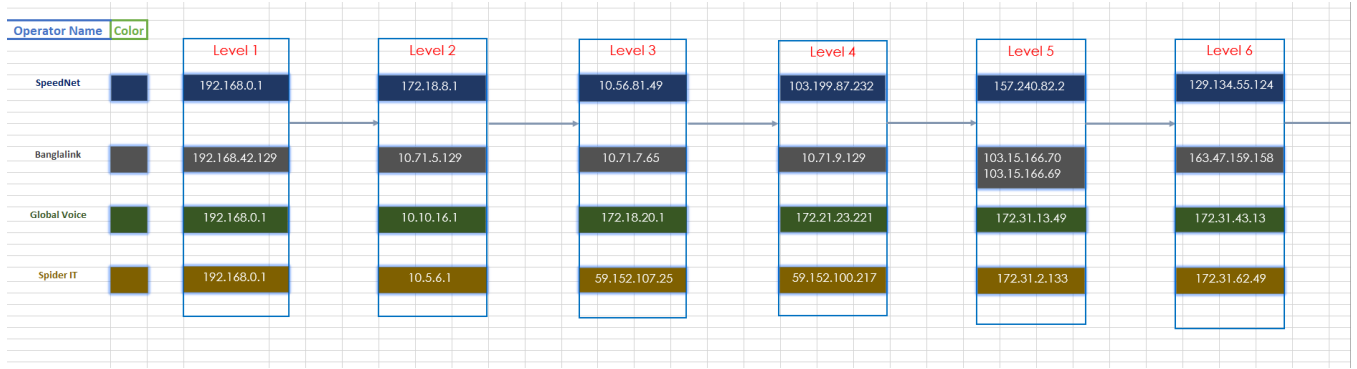 Operator Name Color
Level 1 Level 2 Level 3 Level 4 Level 5 Level 6
SpeedNet 192.168.0.1 172.18.8.1 10.56.81.49 103.199.87.232 157.240.82.2 129.134.55.124
Banglalink 192.168.42.129 10.71.5.129 10.71.7.65 10.71.9.129 103.15.166.70 163.47.159.158
103.15.166.69
Global Voice 192.168.0.1 10.10.16.1 172.18.20.1 172.21.23.221 172.31.13.49 172.31.43.13
Spider IT 192.168.0.1 10.5.6.1 59.152.107.25 59.152.100.217 172.31.2.133 172.31.62.49